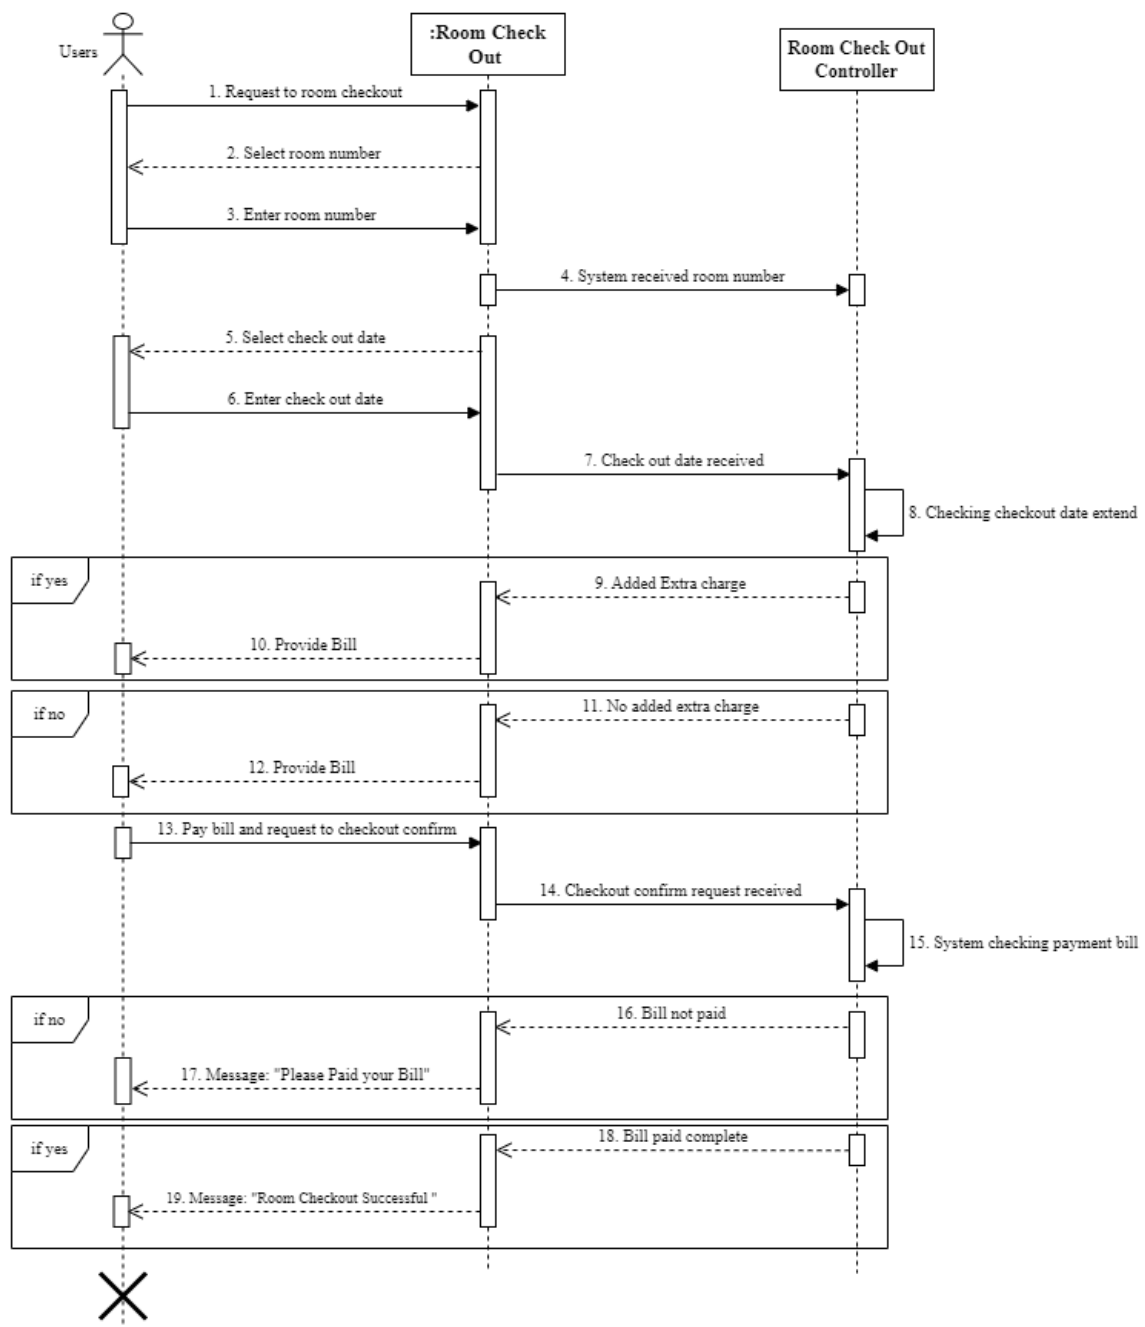 Users
:Room Check
Out
Room Check Out
Controller
1. Request to room checkout
2. Select room number
3. Enter room number
4. System received room number
5. Select check out date
6. Enter check out date
7. Check out date received
8. Checking checkout date extend
if yes
9. Added Extra charge
10. Provide Bill
if no
11. No added extra charge
12. Provide Bill
13. Pay bill and request to checkout confirm
14. Checkout confirm request received
15. System checking payment bill
if no
16. Bill not paid
17. Message: "Please Paid your Bill"
if yes
18. Bill paid complete
19. Message: "Room Checkout Successful "